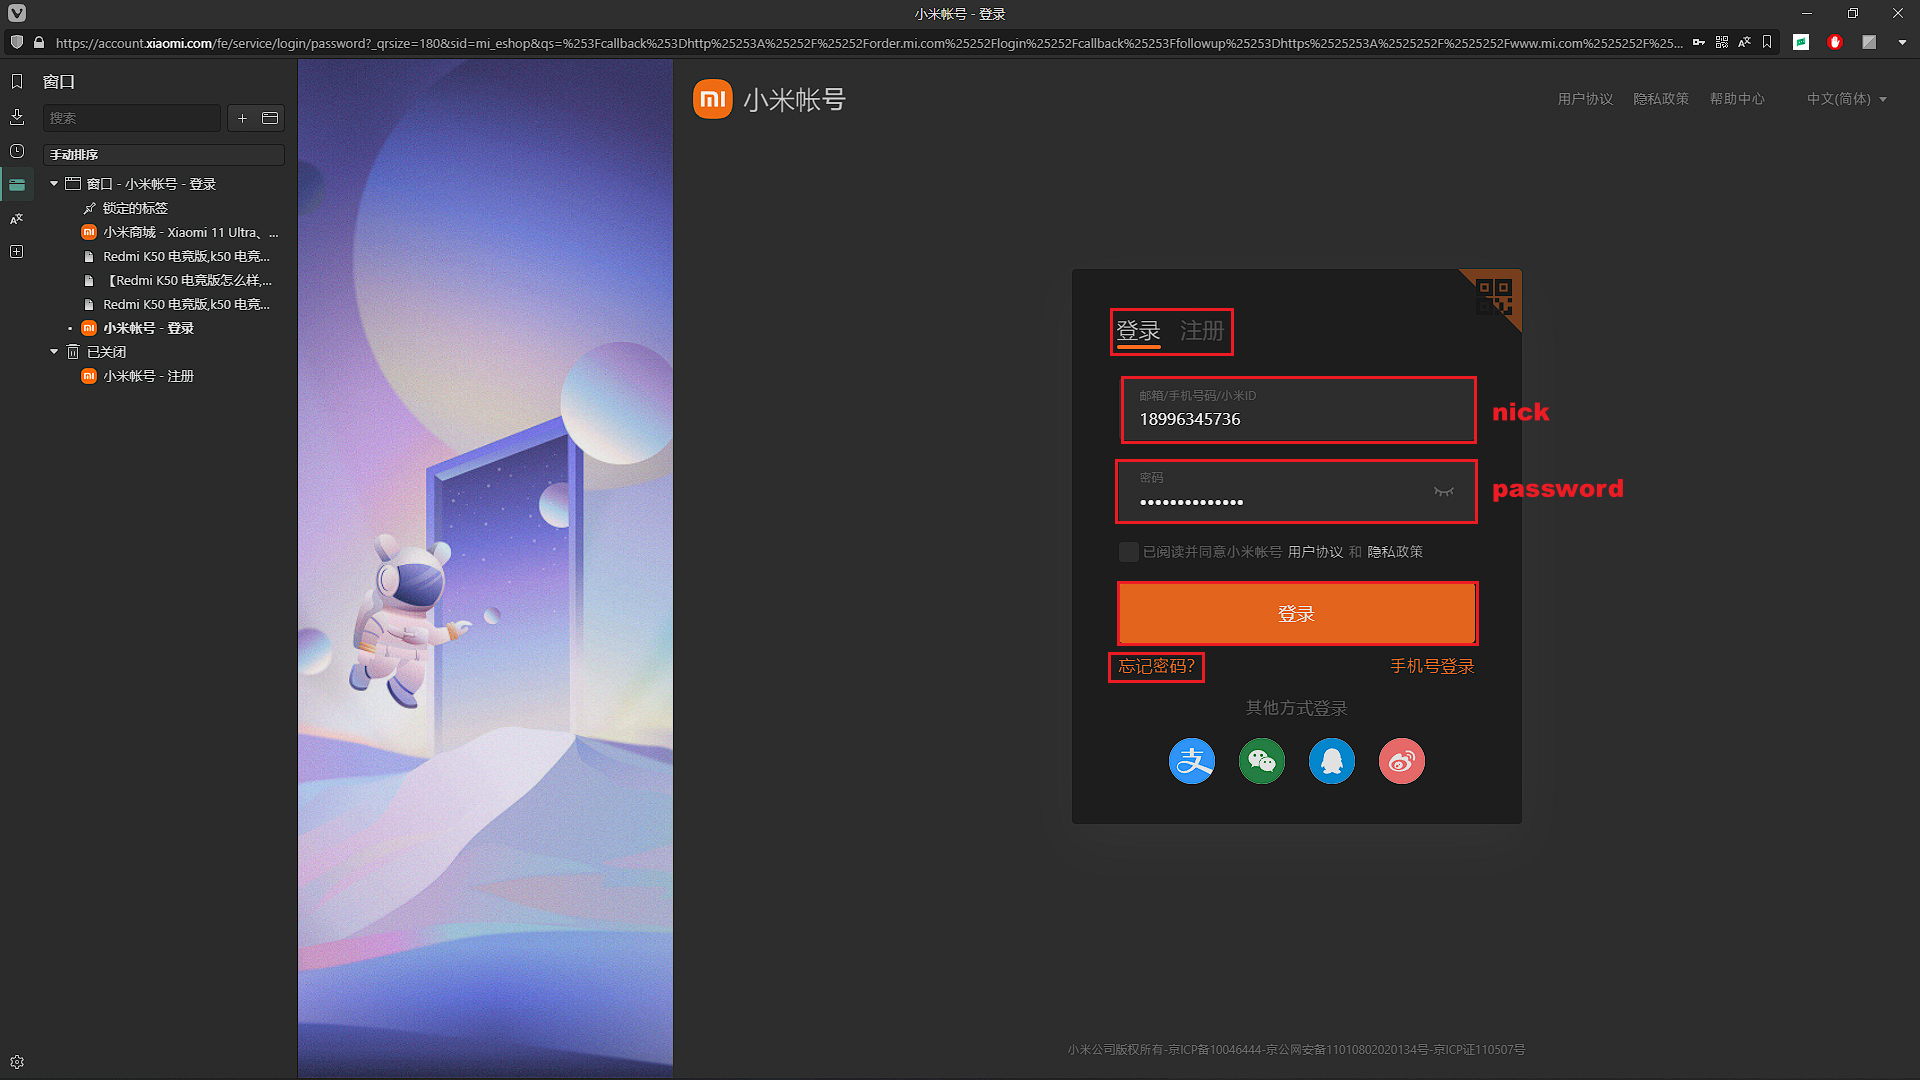 小米帐号 - 登录
https://account.xiaomi.com/fe/service/login/password?_qrsize=180&sid=mi_eshop&qs=%253Fcallback%253Dhttp%25253A%25252F%25252Forder.mi.com%25252Flogin%25252Fcallback%25253Ffollowup%25253Dhttps%2525253A%2525252F%2525252Fwww.mi.com%2525252F%25...
窗口
搜索
手动排序
窗口 - 小米帐号 - 登录
锁定的标签
小米商城 - Xiaomi 11 Ultra、...
Redmi K50 电竞版,k50 电竞...
【Redmi K50 电竞版怎么样,...
Redmi K50 电竞版,k50 电竞...
小米帐号 - 登录
已关闭
小米帐号 - 注册
小米帐号
用户协议 隐私政策 帮助中心 中文(简体)
登录 注册
邮箱/手机号码/小米ID
18996345736
nick
密码
••••••••••••••
password
已阅读并同意小米帐号 用户协议 和 隐私政策
登录
忘记密码? 手机号登录
其他方式登录
小米公司版权所有-京ICP备10046444-京公网安备11010802020134号-京ICP证110507号